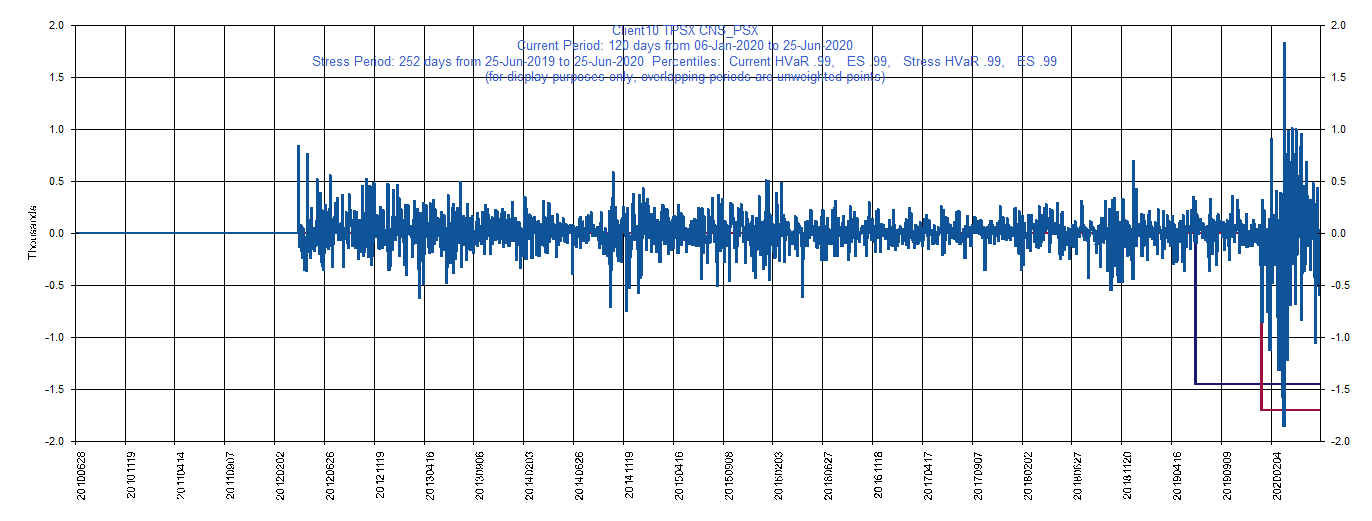 Client10 TPSX CNS_PSX
Current Period: 120 days from 06-Jan-2020 to 25-Jun-2020
Stress Period: 252 days from 25-Jun-2019 to 25-Jun-2020 Percentiles: Current HVaR .99, ES .99, Stress HVaR .99, ES .99
(for display purposes only, overlapping periods are unweighted points)
2.0 2.0
1.5 1.5
1.0 1.0
0.5 0.5
0.0 0.0
-0.5 -0.5
-1.0 -1.0
-1.5 -1.5
-2.0 -2.0
Thousands
20100628 20101119 20110414 20110907 20120202 20120626 20121119 20130416 20130906 20140203 20140626 20141119 20150416 20150908 20160203 20160627 20161118 20170417 20170907 20180202 20180627 20181120 20190416 20190909 20200204